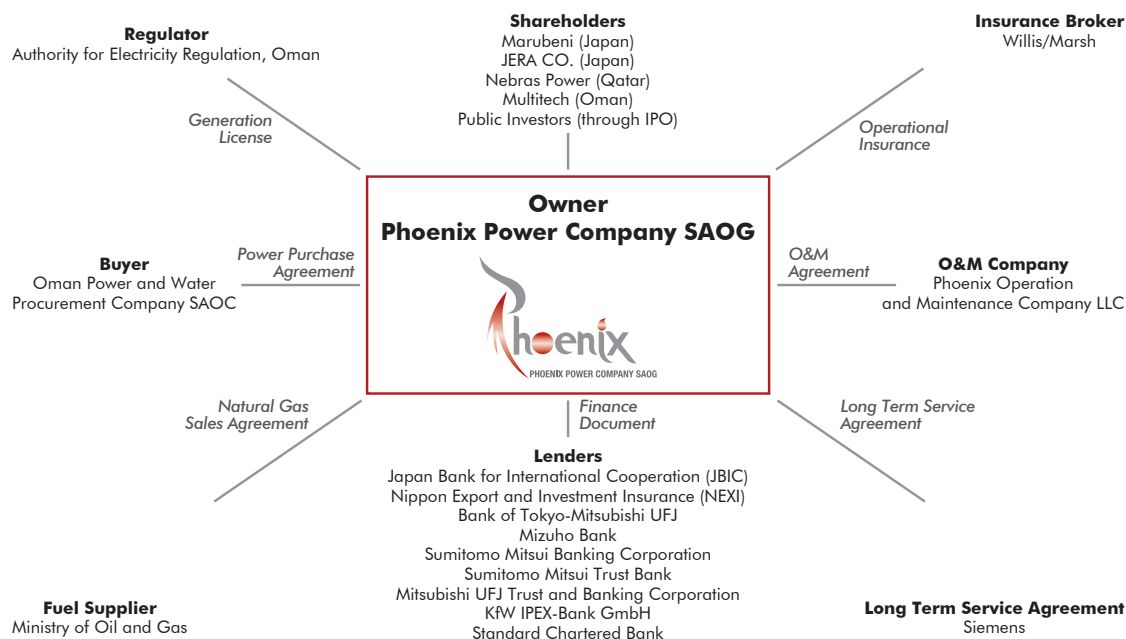 Regulator
Authority for Electricity Regulation, Oman
Shareholders
Marubeni (Japan)
JERA CO. (Japan)
Nebras Power (Qatar)
Multitech (Oman)
Public Investors (through IPO)
Insurance Broker
Willis/Marsh
Generation
License
Operational
Insurance
Owner
Phoenix Power Company SAOG
Phoenix
PHOENIX POWER COMPANY SAOG
Buyer
Oman Power and Water
Procurement Company SAOC
Power Purchase
Agreement
O&M
Agreement
O&M Company
Phoenix Operation
and Maintenance Company LLC
Natural Gas
Sales Agreement
Finance
Document
Long Term Service
Agreement
Lenders
Japan Bank for International Cooperation (JBIC)
Nippon Export and Investment Insurance (NEXI)
Bank of Tokyo-Mitsubishi UFJ
Mizuho Bank
Sumitomo Mitsui Banking Corporation
Sumitomo Mitsui Trust Bank
Mitsubishi UFJ Trust and Banking Corporation
KfW IPEX-Bank GmbH
Standard Chartered Bank
Fuel Supplier
Ministry of Oil and Gas
Long Term Service Agreement
Siemens